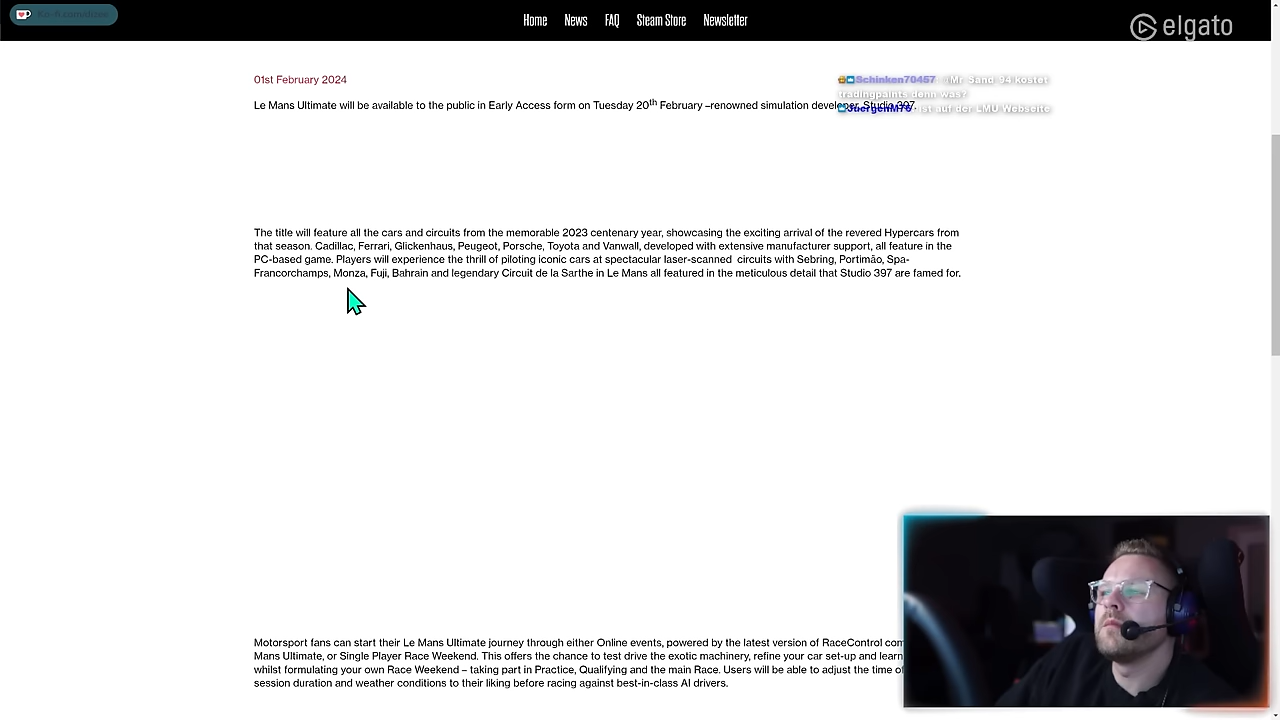 Home News FAQ Steam Store Newsletter
elgato
01st February 2024
Le Mans Ultimate will be available to the public in Early Access form on Tuesday 20th February –renowned simulation developer, Studio 397.
Schinken70457 Mr_Sand_94 kostet
tradingpaints denn was?
JuergenM76 ist auf der LMU Webseite
The title will feature all the cars and circuits from the memorable 2023 centenary year, showcasing the exciting arrival of the revered Hypercars from
that season. Cadillac, Ferrari, Glickenhaus, Peugeot, Porsche, Toyota and Vanwall, developed with extensive manufacturer support, all feature in the
PC-based game. Players will experience the thrill of piloting iconic cars at spectacular laser-scanned circuits with Sebring, Portimão, Spa-
Francorchamps, Monza, Fuji, Bahrain and legendary Circuit de la Sarthe in Le Mans all featured in the meticulous detail that Studio 397 are famed for.
Motorsport fans can start their Le Mans Ultimate journey through either Online events, powered by the latest version of RaceControl com
Mans Ultimate, or Single Player Race Weekend. This offers the chance to test drive the exotic machinery, refine your car set-up and learn
whilst formulating your own Race Weekend – taking part in Practice, Qualifying and the main Race. Users will be able to adjust the time of
session duration and weather conditions to their liking before racing against best-in-class AI drivers.